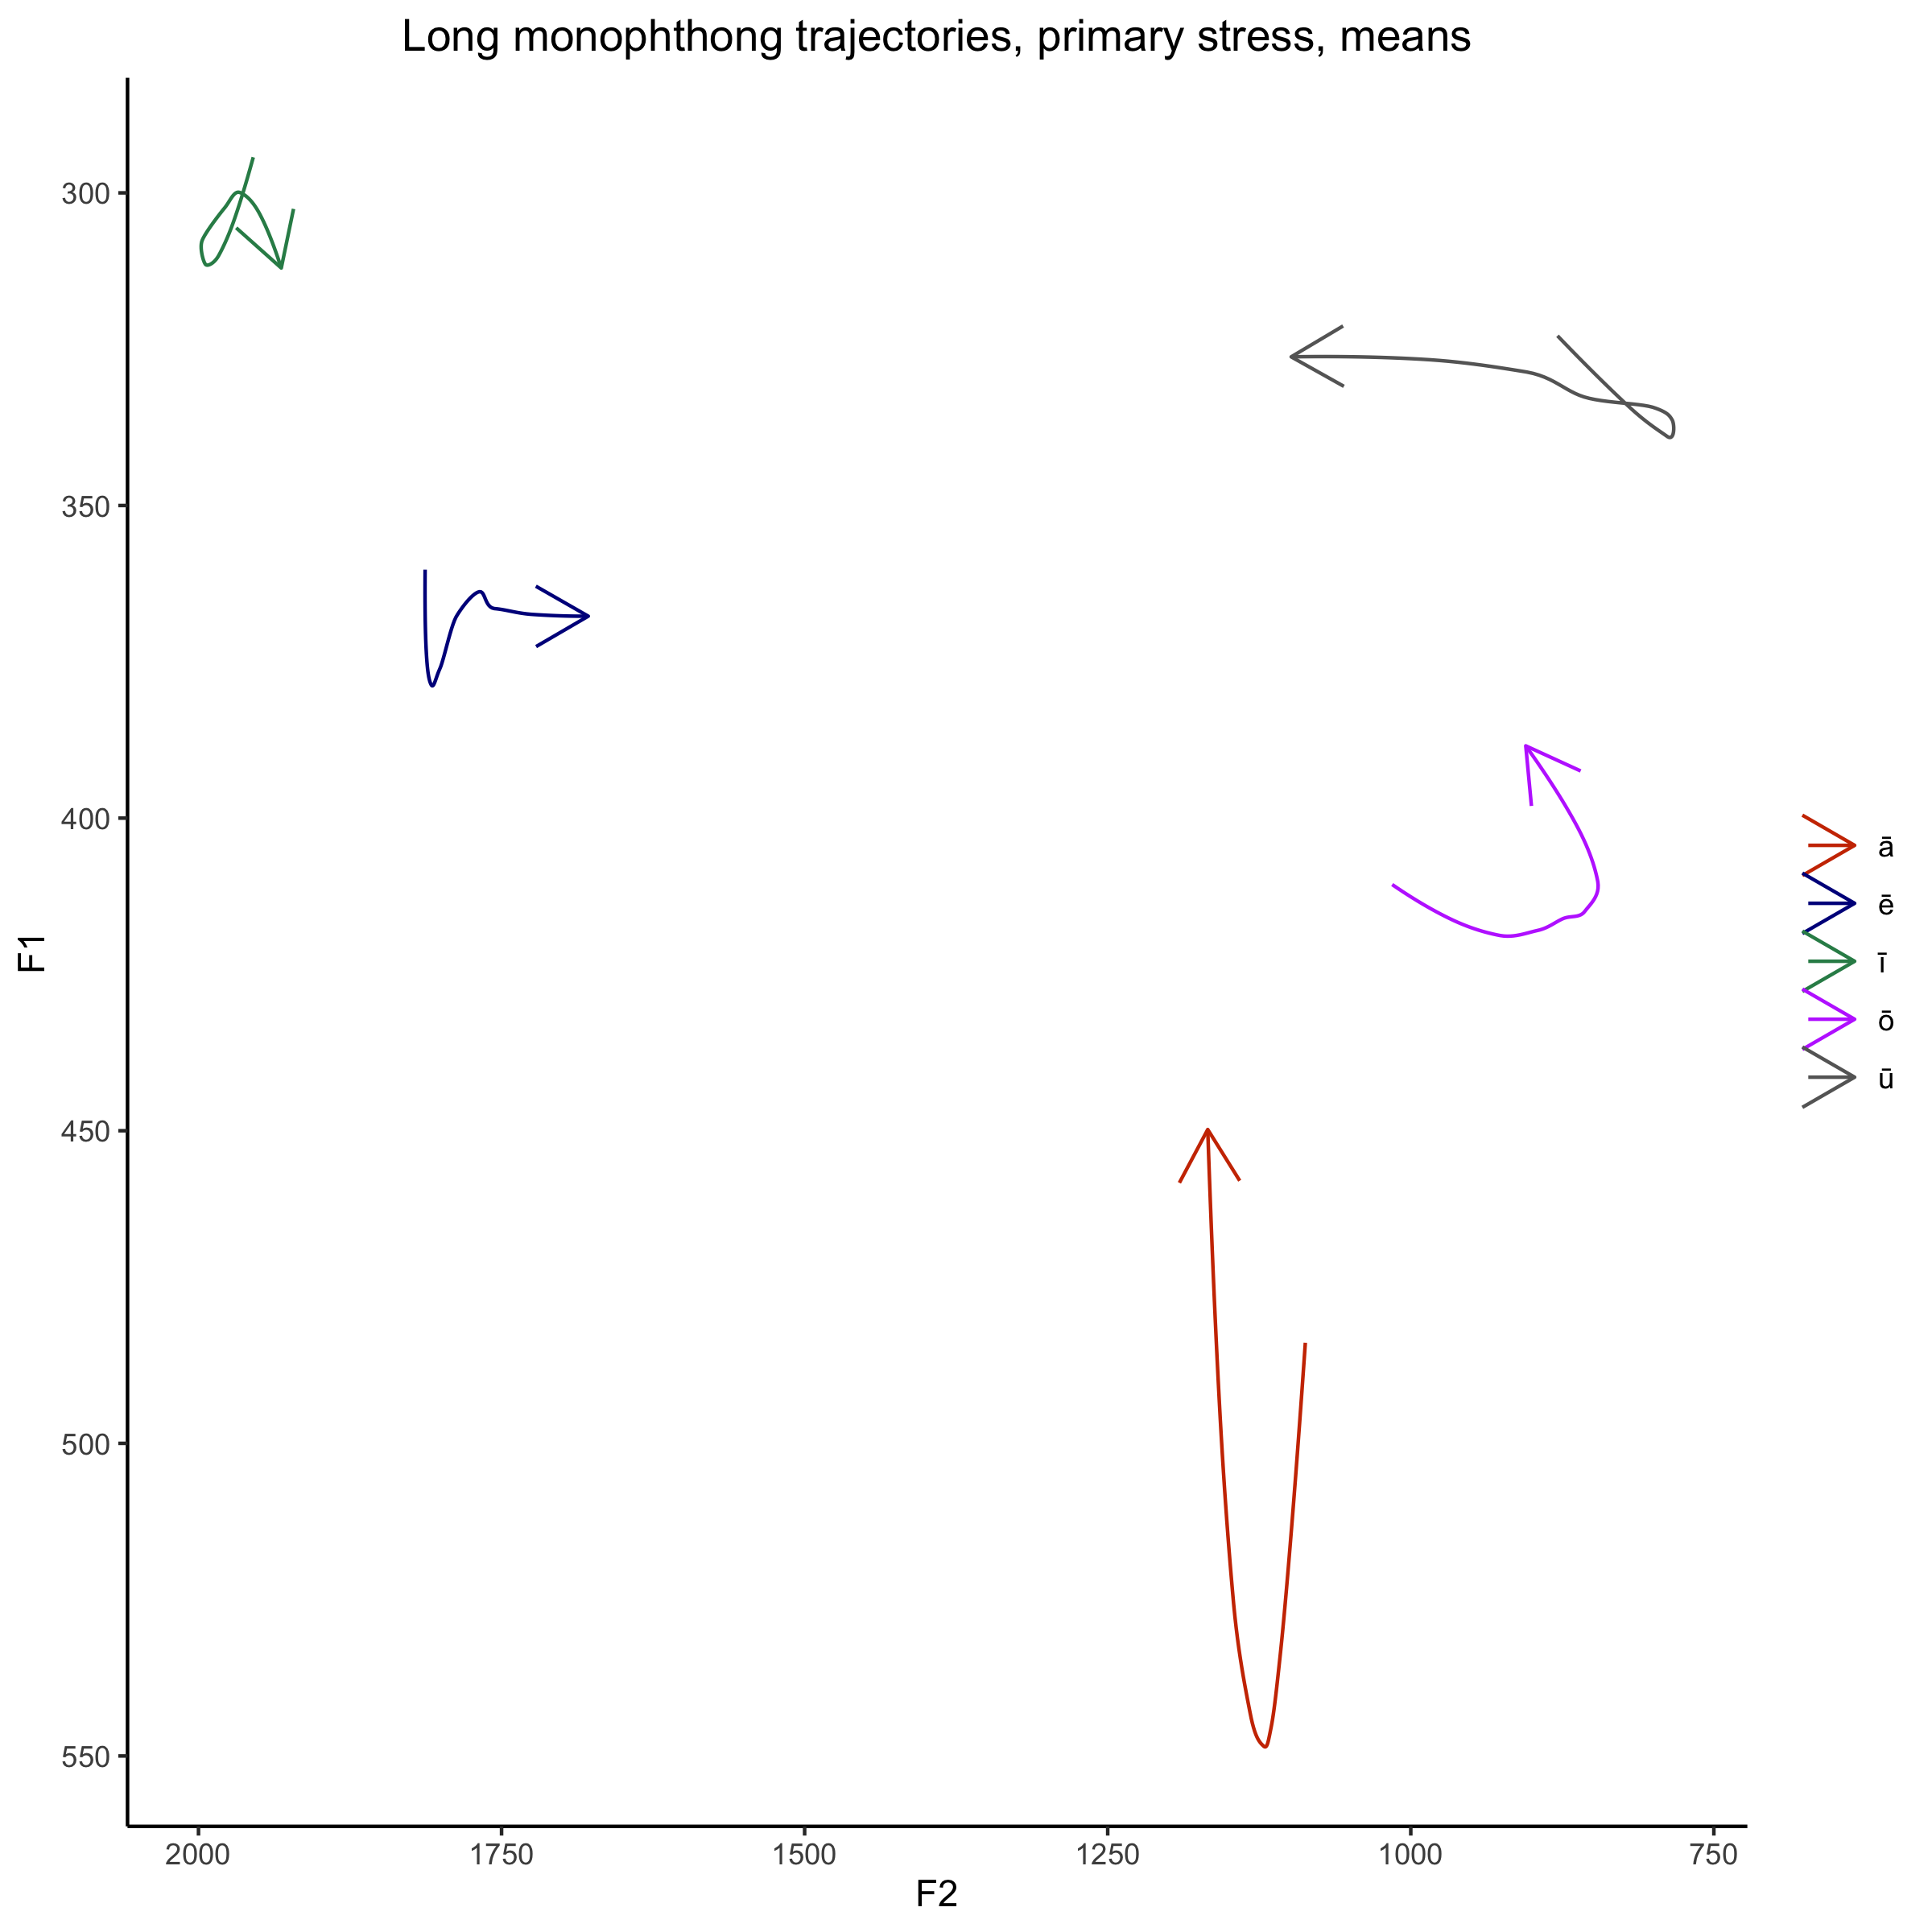 Long monophthong trajectories, primary stress, means
300
350
400
450
500
550
F1
2000
1750
1500
1250
1000
750
F2
ā
ē
ī
ō
ū